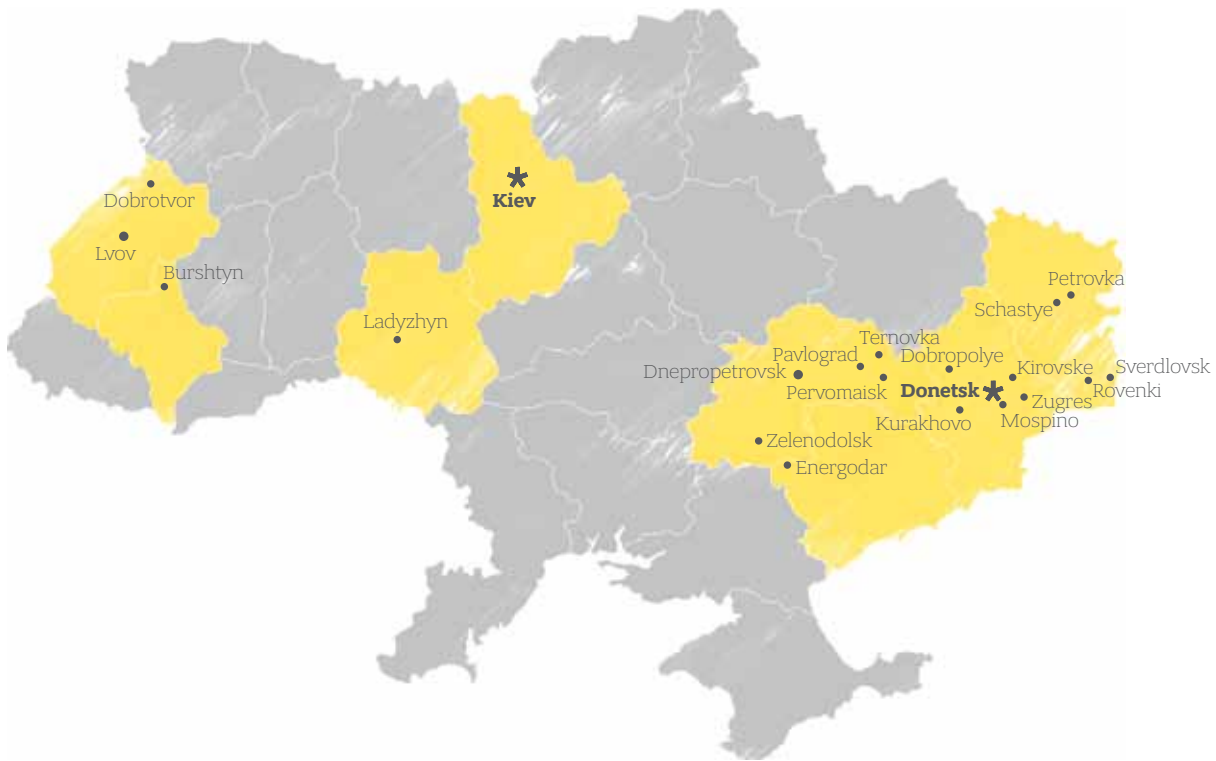 Dobrotvor
Kiev
Lvov
Burshtyn
Petrovka
Schastye
Ladyzhyn
Ternovka
Pavlograd
Dobropolye
Dnepropetrovsk
Kirovske
Sverdlovsk
Pervomaisk
Donetsk
Rovenki
Zugres
Kurakhovo
Mospino
Zelenodolsk
Energodar